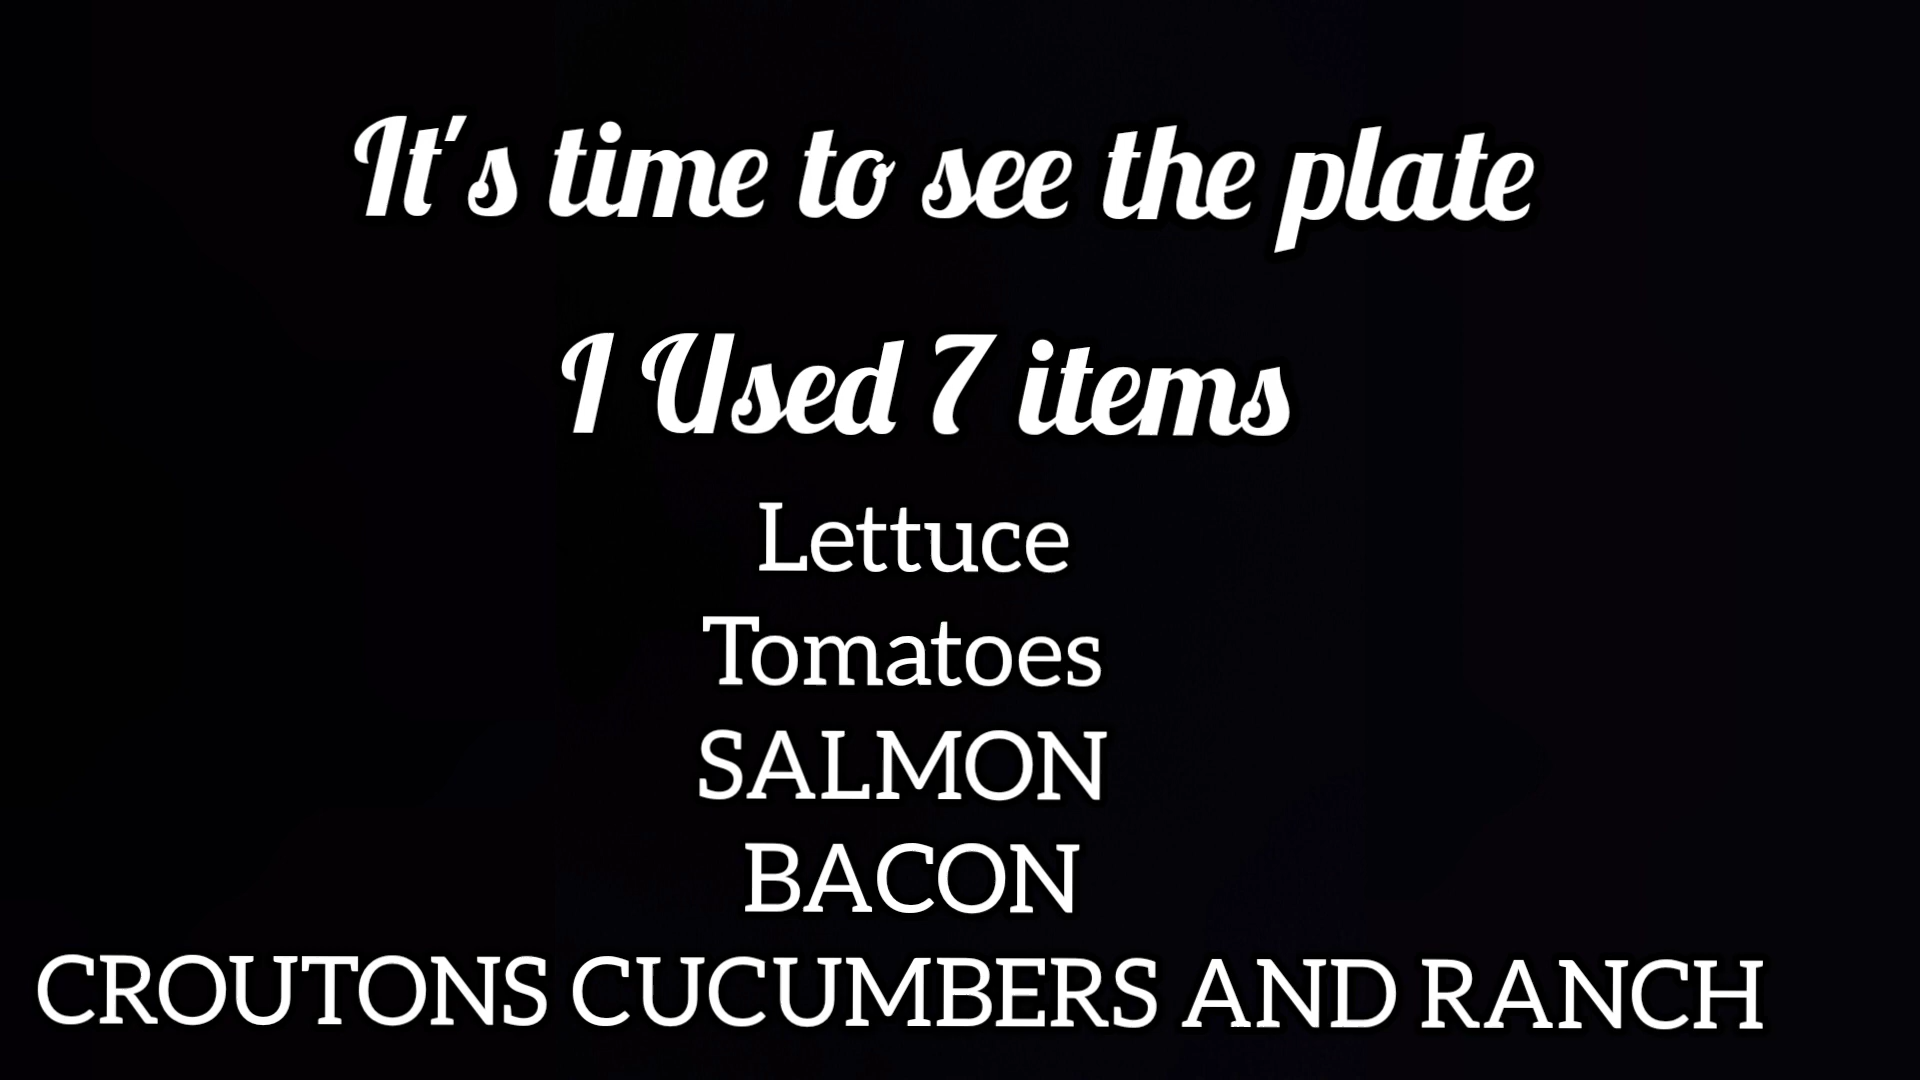 It's time to see the plate
I Used 7 items
Lettuce
Tomatoes
SALMON
BACON
CROUTONS CUCUMBERS AND RANCH